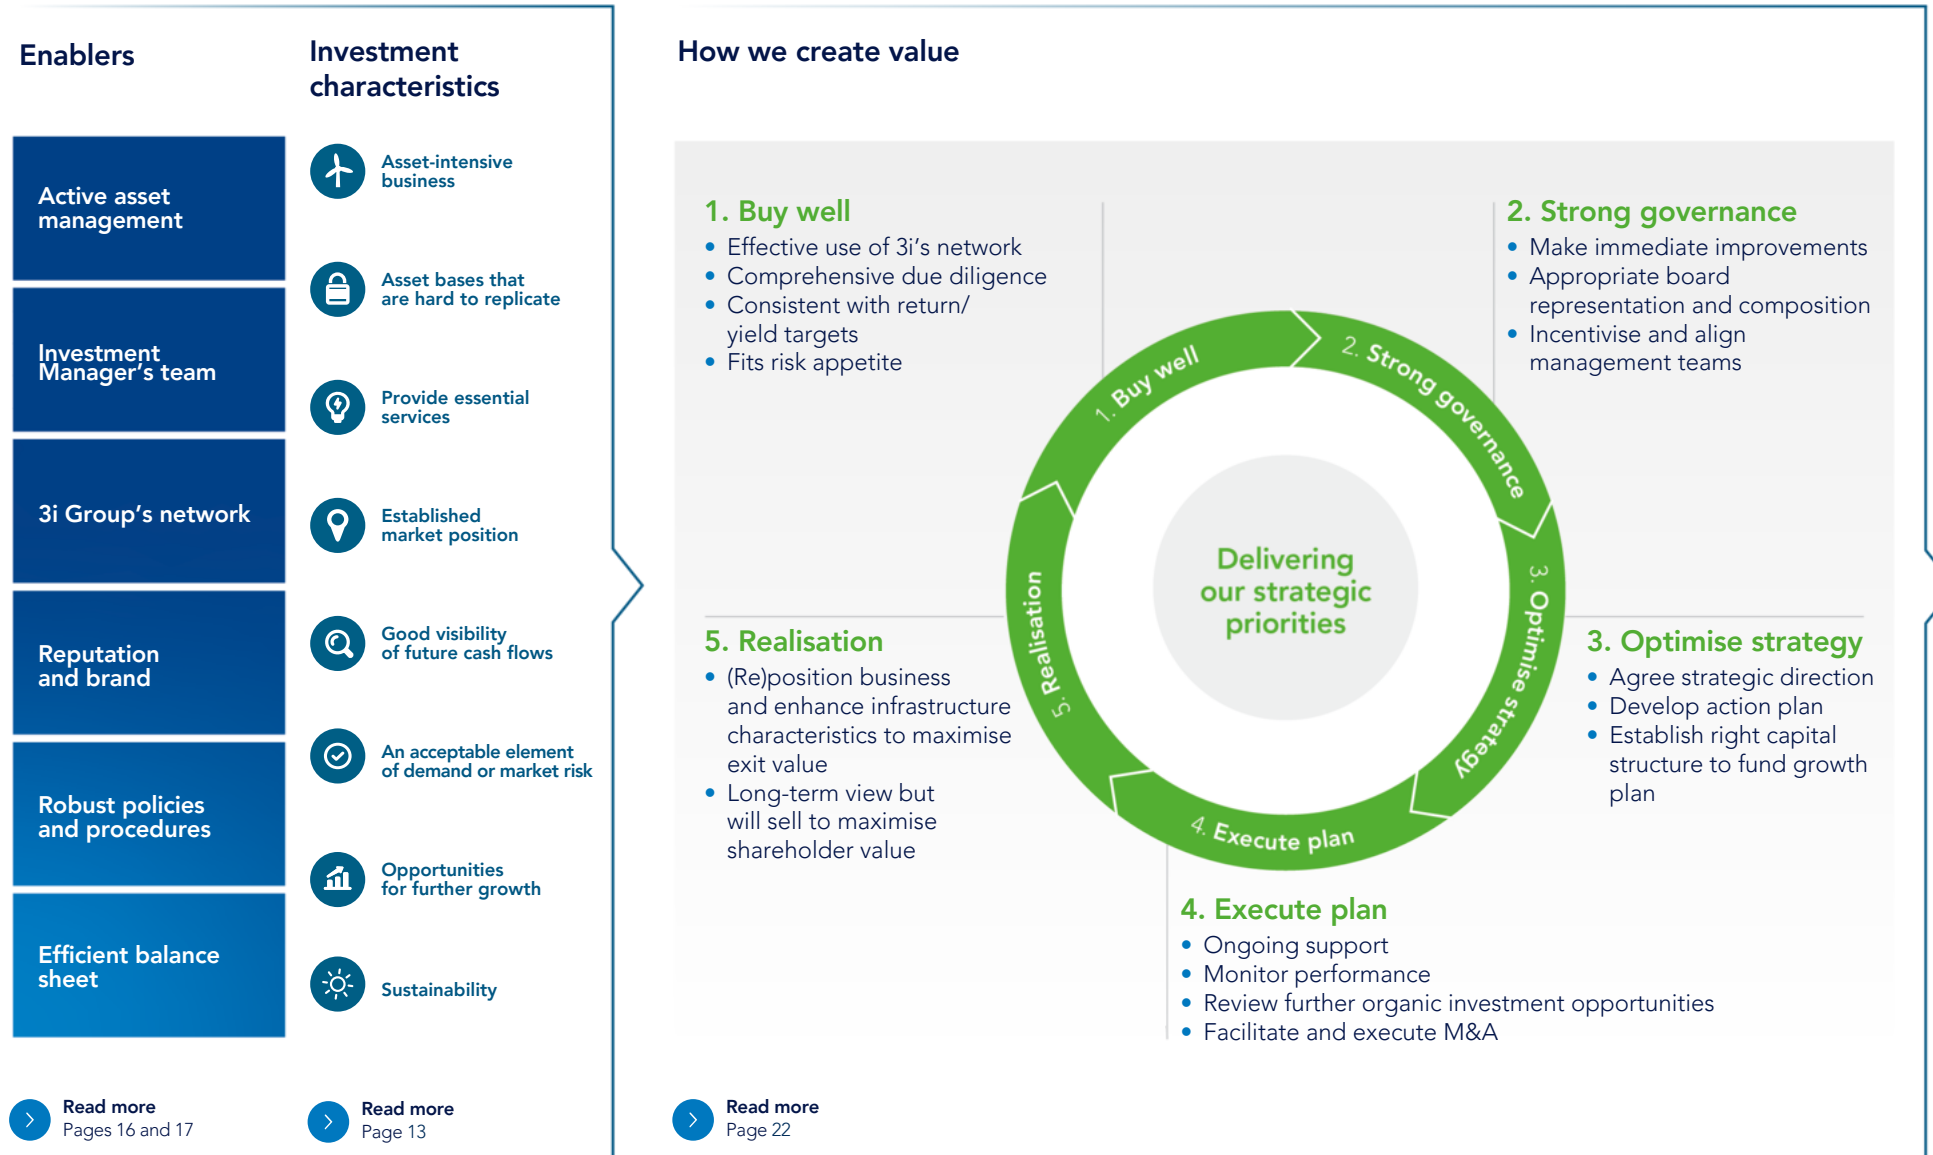 Enablers
Active asset
management
Investment
Manager's team
3i Group's network
Reputation
and brand
Robust policies
and procedures
Efficient balance
sheet
Read more
Pages 16 and 17
Investment
characteristics
Asset-intensive
business
Asset bases that
are hard to replicate
Provide essential
services
Established
market position
Good visibility
of future cash flows
An acceptable element
of demand or market risk
Opportunities
for further growth
Sustainability
Read more
Page 13
How we create value
1. Buy well
• Effective use of 3i's network
• Comprehensive due diligence
• Consistent with return/
yield targets
• Fits risk appetite
2. Strong governance
• Make immediate improvements
• Appropriate board
representation and composition
• Incentivise and align
management teams
3. Optimise strategy
• Agree strategic direction
• Develop action plan
• Establish right capital
structure to fund growth
plan
4. Execute plan
• Ongoing support
• Monitor performance
• Review further organic investment opportunities
• Facilitate and execute M&A
5. Realisation
• (Re)position business
and enhance infrastructure
characteristics to maximise
exit value
• Long-term view but
will sell to maximise
shareholder value
1. Buy well
2. Strong governance
3. Optimise strategy
4. Execute plan
5. Realisation
Delivering
our strategic
priorities
Read more
Page 22